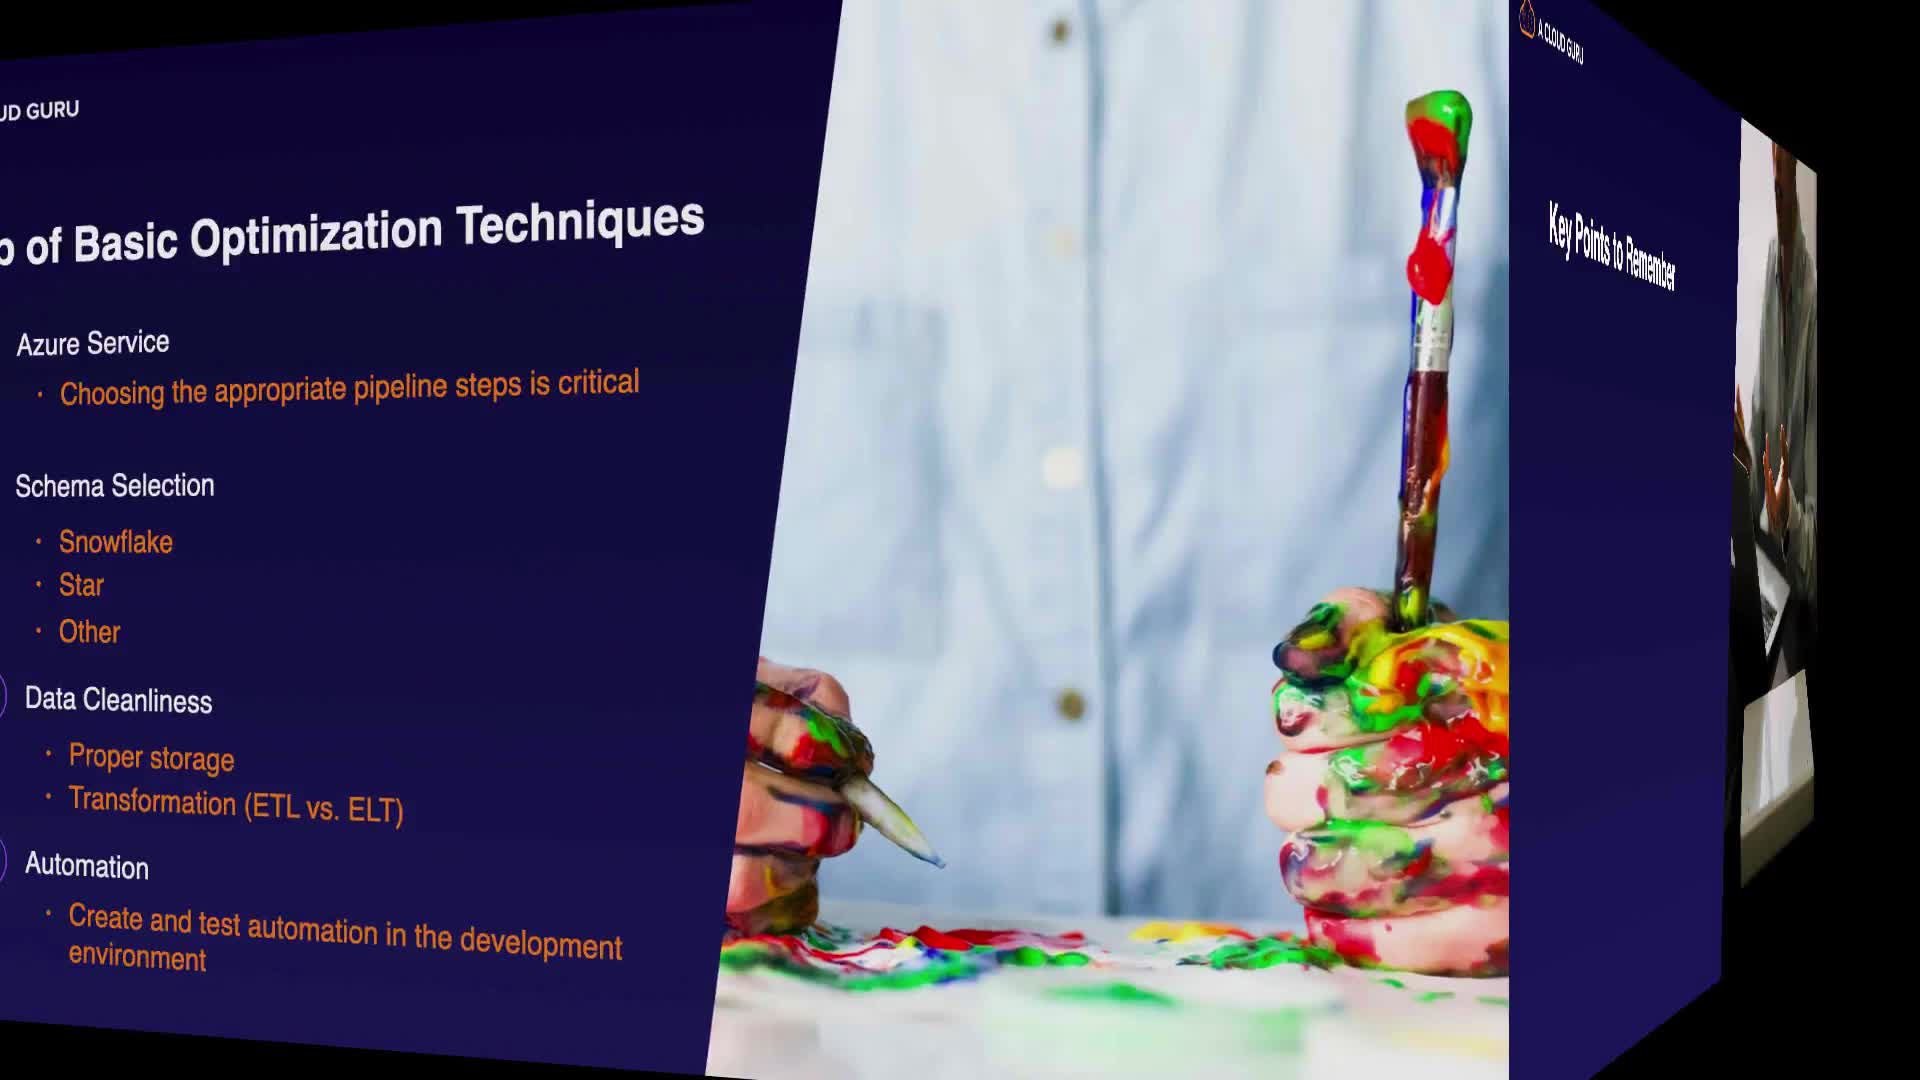 UD GURU
of Basic Optimization Techniques
Azure Service
· Choosing the appropriate pipeline steps is critical
Schema Selection
· Snowflake
· Star
· Other
Data Cleanliness
· Proper storage
· Transformation (ETL vs. ELT)
Automation
· Create and test automation in the development
environment
A CLOUD GURU
Key Points to Remember